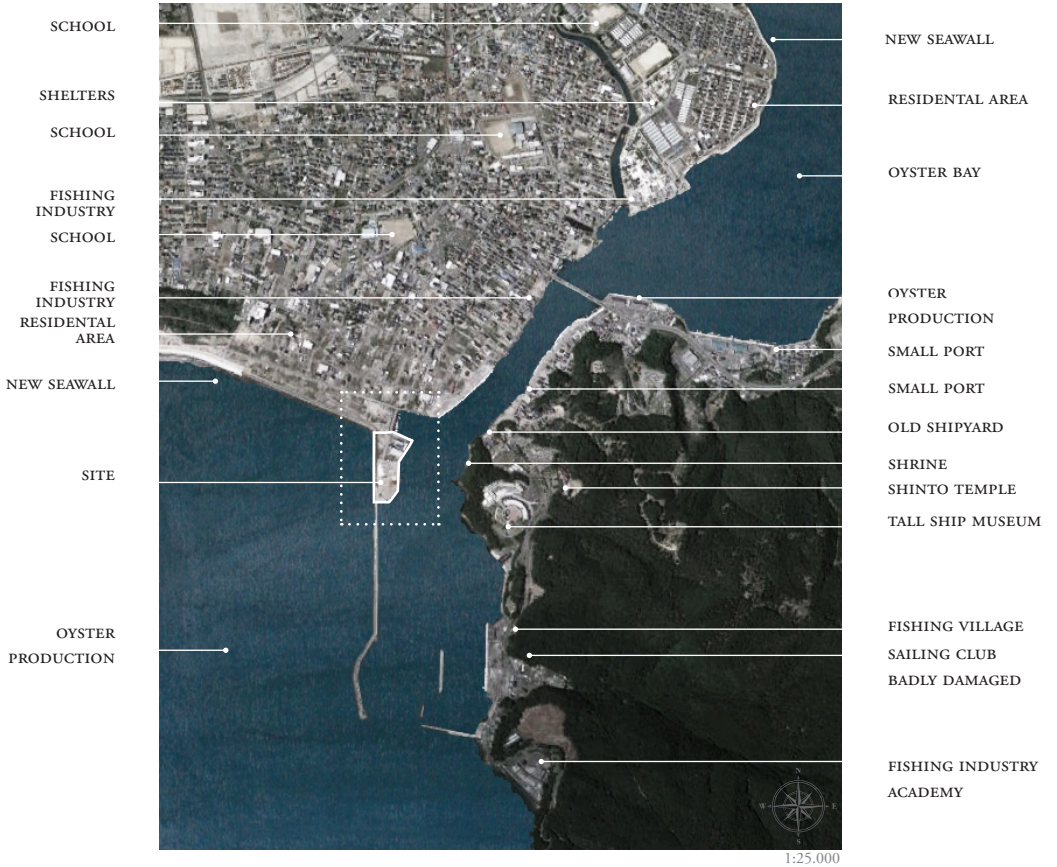 SCHOOL
SHELTERS
SCHOOL
FISHING
INDUSTRY
SCHOOL
FISHING
INDUSTRY
RESIDENTAL
AREA
NEW SEAWALL
SITE
OYSTER
PRODUCTION
NEW SEAWALL
RESIDENTAL AREA
OYSTER BAY
OYSTER
PRODUCTION
SMALL PORT
SMALL PORT
OLD SHIPYARD
SHRINE
SHINTO TEMPLE
TALL SHIP MUSEUM
FISHING VILLAGE
SAILING CLUB
BADLY DAMAGED
FISHING INDUSTRY
ACADEMY
N
W E
S
1:25.000